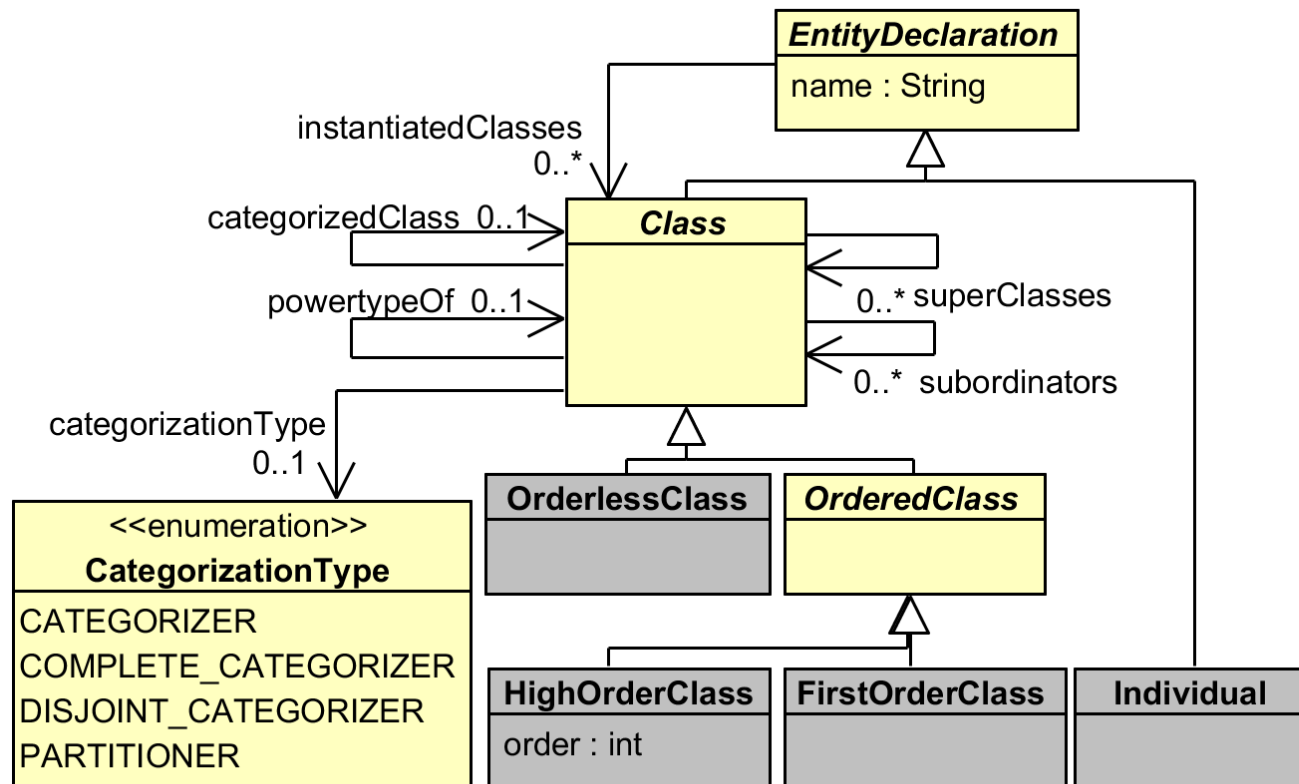 EntityDeclaration
name : String
instantiatedClasses
0..*
categorizedClass 0..1
Class
powertypeOf 0..1
0..* superClasses
0..* subordinators
categorizationType
0..1
<<enumeration>>
CategorizationType
CATEGORIZER
COMPLETE_CATEGORIZER
DISJOINT_CATEGORIZER
PARTITIONER
OrderlessClass
OrderedClass
HighOrderClass
order : int
FirstOrderClass
Individual